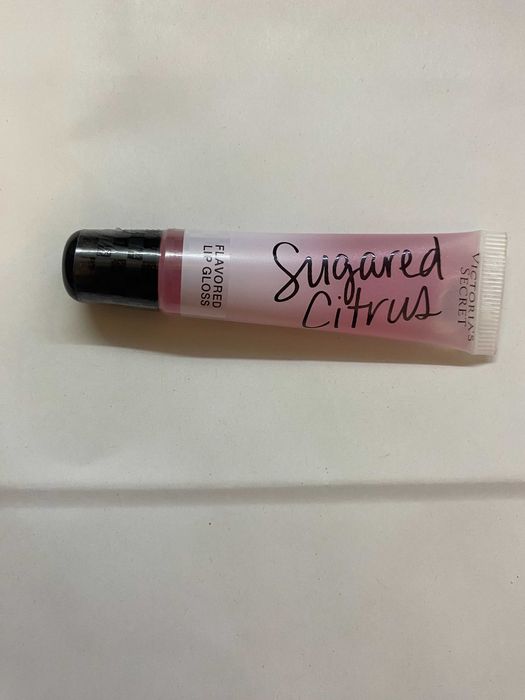 FLAVORED
LIP GLOSS
Sugared
Citrus
VICTORIA'S
SECRET